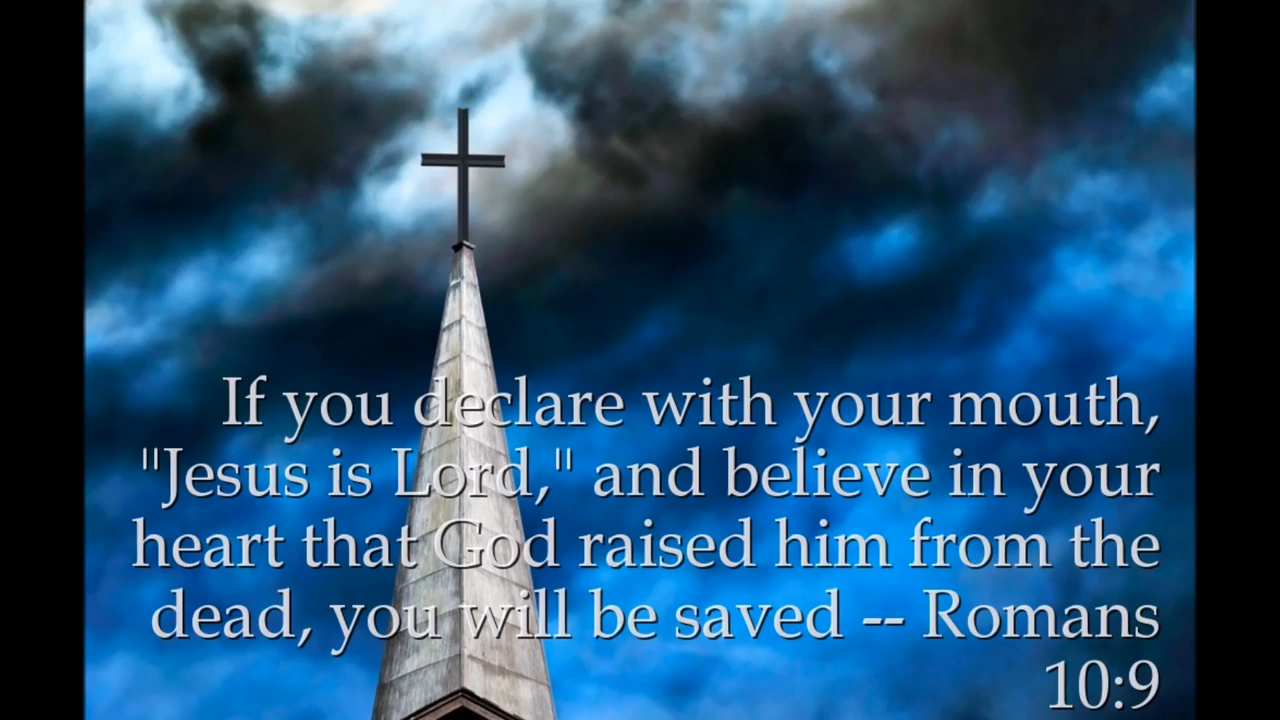 If you declare with your mouth,
"Jesus is Lord," and believe in your
heart that God raised him from the
dead, you will be saved -- Romans
10:9